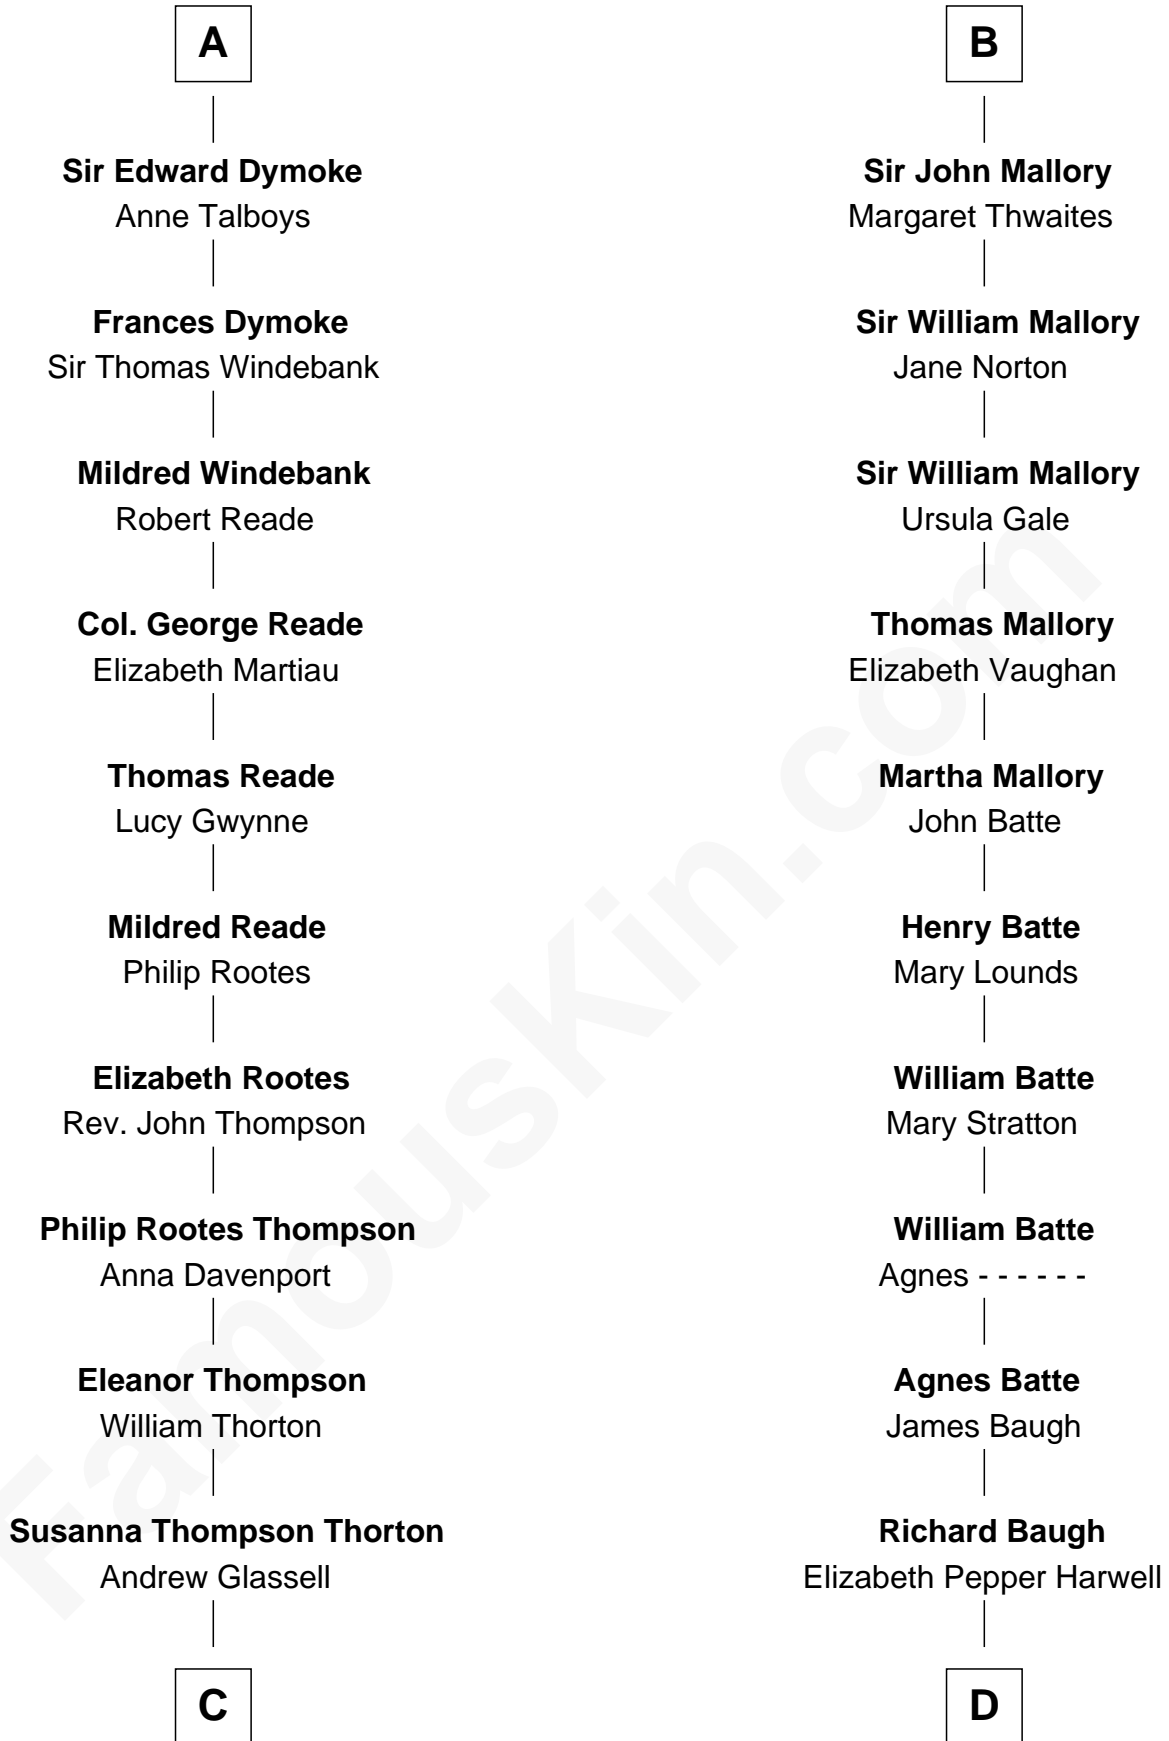 A
Sir Edward Dymoke
Anne Talboys
Frances Dymoke
Sir Thomas Windebank
Mildred Windebank
Robert Reade
Col. George Reade
Elizabeth Martiau
Thomas Reade
Lucy Gwynne
Mildred Reade
Philip Rootes
Elizabeth Rootes
Rev. John Thompson
Philip Rootes Thompson
Anna Davenport
Eleanor Thompson
William Thorton
Susanna Thompson Thorton
Andrew Glassell
C
B
Sir John Mallory
Margaret Thwaites
Sir William Mallory
Jane Norton
Sir William Mallory
Ursula Gale
Thomas Mallory
Elizabeth Vaughan
Martha Mallory
John Batte
Henry Batte
Mary Lounds
William Batte
Mary Stratton
William Batte
Agnes - - - - - -
Agnes Batte
James Baugh
Richard Baugh
Elizabeth Pepper Harwell
D
FamousKin.com